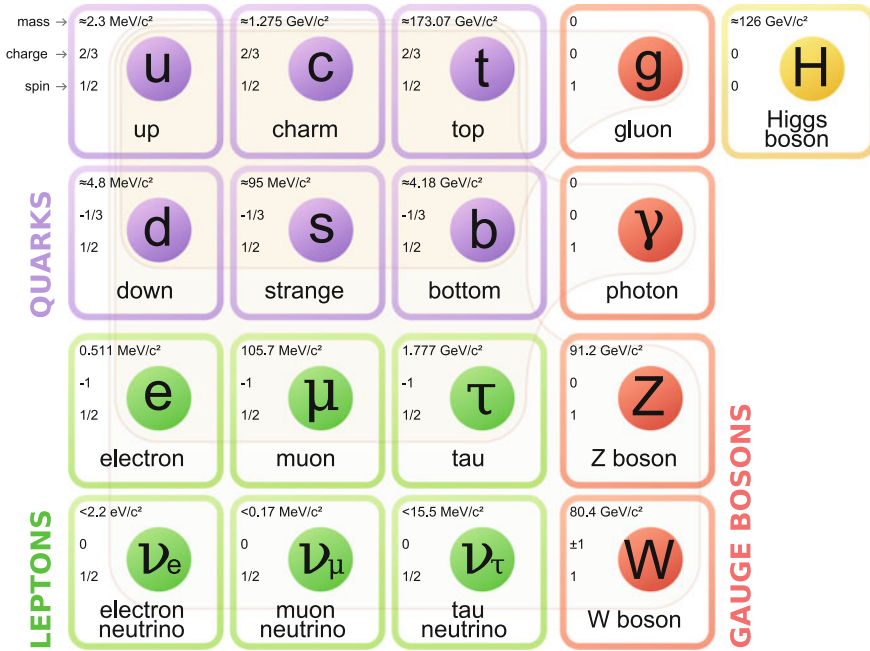 mass →
charge →
spin →
≈2.3 MeV/c²
2/3
1/2
u
up
≈1.275 GeV/c²
2/3
1/2
c
charm
≈173.07 GeV/c²
2/3
1/2
t
top
0
0
1
g
gluon
≈126 GeV/c²
0
0
H
Higgs
boson
QUARKS
≈4.8 MeV/c²
-1/3
1/2
d
down
≈95 MeV/c²
-1/3
1/2
s
strange
≈4.18 GeV/c²
-1/3
1/2
b
bottom
0
0
1
γ
photon
0.511 MeV/c²
-1
1/2
e
electron
105.7 MeV/c²
-1
1/2
μ
muon
1.777 GeV/c²
-1
1/2
τ
tau
91.2 GeV/c²
0
1
Z
Z boson
LEPTONS
<2.2 eV/c²
0
1/2
νe
electron
neutrino
<0.17 MeV/c²
0
1/2
νμ
muon
neutrino
<15.5 MeV/c²
0
1/2
ντ
tau
neutrino
80.4 GeV/c²
±1
1
W
W boson
GAUGE BOSONS